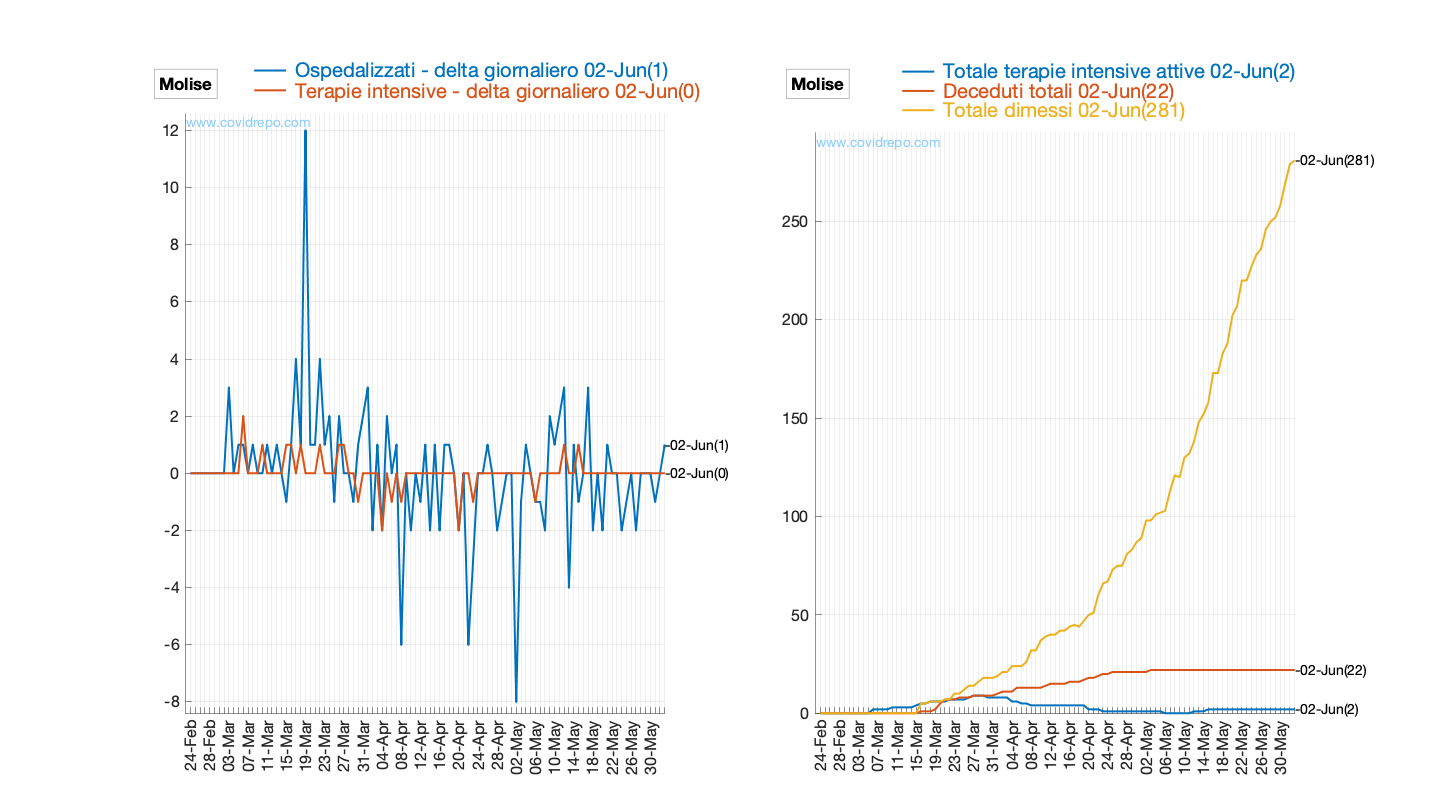 Molise
Ospedalizzati - delta giornaliero 02-Jun(1)
Terapie intensive - delta giornaliero 02-Jun(0)
www.covidrepo.com
12
10
8
6
4
2
0
-2
-4
-6
-8
-02-Jun(1)
-02-Jun(0)
24-Feb
28-Feb
03-Mar
07-Mar
11-Mar
15-Mar
19-Mar
23-Mar
27-Mar
31-Mar
04-Apr
08-Apr
12-Apr
16-Apr
20-Apr
24-Apr
28-Apr
02-May
06-May
10-May
14-May
18-May
22-May
26-May
30-May
Molise
Totale terapie intensive attive 02-Jun(2)
Deceduti totali 02-Jun(22)
Totale dimessi 02-Jun(281)
www.covidrepo.com
250
200
150
100
50
0
-02-Jun(281)
-02-Jun(22)
-02-Jun(2)
24-Feb
28-Feb
03-Mar
07-Mar
11-Mar
15-Mar
19-Mar
23-Mar
27-Mar
31-Mar
04-Apr
08-Apr
12-Apr
16-Apr
20-Apr
24-Apr
28-Apr
02-May
06-May
10-May
14-May
18-May
22-May
26-May
30-May